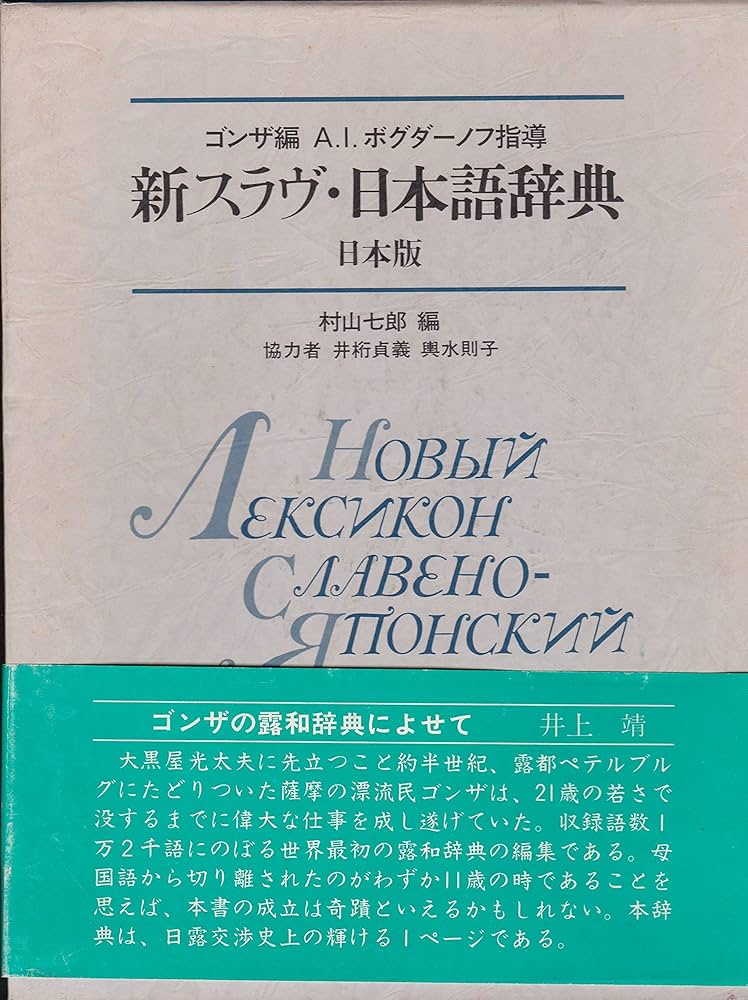 ゴンザ編 A.I.ボグダーノフ指導
新スラヴ・日本語辞典
日本版
村山七郎 編
協力者 井桁貞義 輿水則子
Новый
Лексикон
Славено-
Японский
ゴンザの露和辞典によせて 井上 靖
大黒屋光太夫に先立つこと約半世紀、露都ペテルブル
グにたどりついた薩摩の漂流民ゴンザは、21歳の若さで
没するまでに偉大な仕事を成し遂げていた。収録語数1
万2千語にのぼる世界最初の露和辞典の編集である。母
国語から切り離されたのがわずか11歳の時であることを
思えば、本書の成立は奇蹟といえるかもしれない。本辞
典は、日露交渉史上の輝ける1ページである。